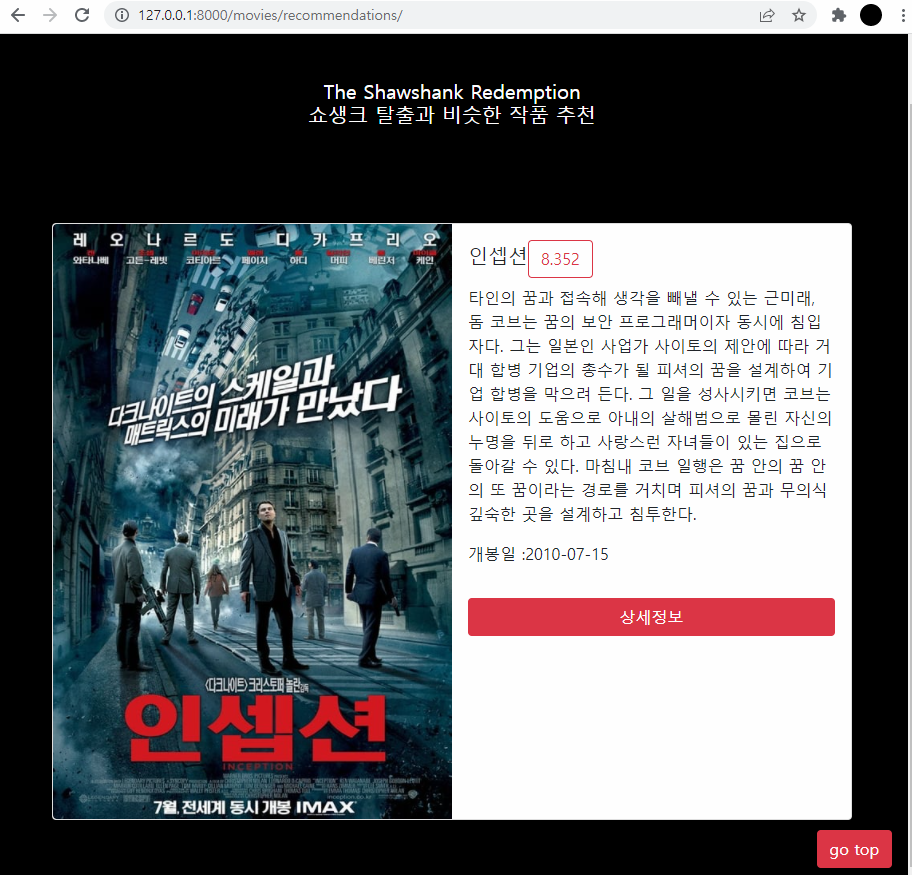 127.0.0.1:8000/movies/recommendations/
The Shawshank Redemption
쇼생크 탈출과 비슷한 작품 추천
레오나르도 디카프리오
와타나베 고든-레빗 코티아르 페이지 하디 머피 베린저 케인
다크나이트의 스케일과
매트릭스의 미래가 만났다
<다크나이트> 크리스토퍼 놀란 감독
인셉션
INCEPTION
7월, 전세계 동시 개봉 IMAX
인셉션 8.352
타인의 꿈과 접속해 생각을 빼낼 수 있는 근미래,
돔 코브는 꿈의 보안 프로그래머이자 동시에 침입
자다. 그는 일본인 사업가 사이토의 제안에 따라 거
대 합병 기업의 총수가 될 피셔의 꿈을 설계하여 기
업 합병을 막으려 든다. 그 일을 성사시키면 코브는
사이토의 도움으로 아내의 살해범으로 몰린 자신의
누명을 뒤로 하고 사랑스런 자녀들이 있는 집으로
돌아갈 수 있다. 마침내 코브 일행은 꿈 안의 꿈 안
의 또 꿈이라는 경로를 거치며 피셔의 꿈과 무의식
깊숙한 곳을 설계하고 침투한다.
개봉일 :2010-07-15
상세정보
go top